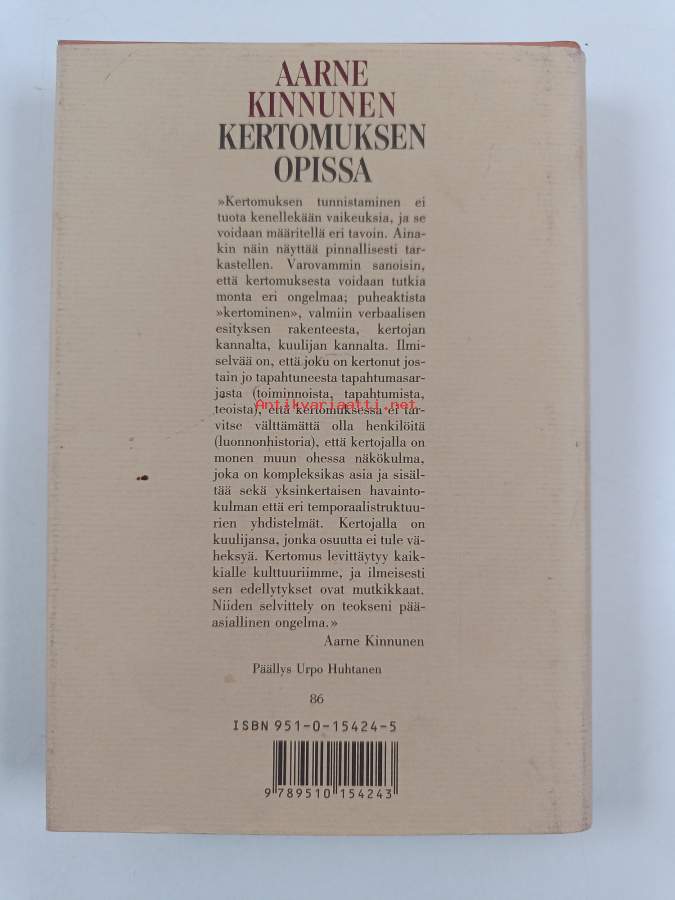 AARNE
KINNUNEN
KERTOMUKSEN
OPISSA
»Kertomuksen tunnistaminen ei
tuota kenellekään vaikeuksia, ja se
voidaan määritellä eri tavoin. Aina-
kin näin näyttää pinnallisesti tar-
kastellen. Varovammin sanoisin,
että kertomuksesta voidaan tutkia
monta eri ongelmaa; puheaktista
»kertominen», valmiin verbaalisen
esityksen rakenteesta, kertojan
kannalta, kuulijan kannalta. Ilmi-
selvää on, että joku on kertonut jos-
tain jo tapahtuneesta tapahtumasar-
jasta (toiminnoista, tapahtumista,
Antikvariaatti.net
teoista), että kertomuksessa ei tar-
vitse välttämättä olla henkilöitä
(luonnonhistoria), että kertojalla on
monen muun ohessa näkökulma,
joka on kompleksikas asia ja sisäl-
tää sekä yksinkertaisen havainto-
kulman että eri temporaalistruktuu-
rien yhdistelmät. Kertojalla on
kuulijansa, jonka osuutta ei tule vä-
heksyä. Kertomus levittäytyy kaik-
kialle kulttuuriimme, ja ilmeisesti
sen edellytykset ovat mutkikkaat.
Niiden selvittely on teokseni pää-
asiallinen ongelma.»
Aarne Kinnunen
Päällys Urpo Huhtanen
86
ISBN 951-0-15424-5
9 789510 154243